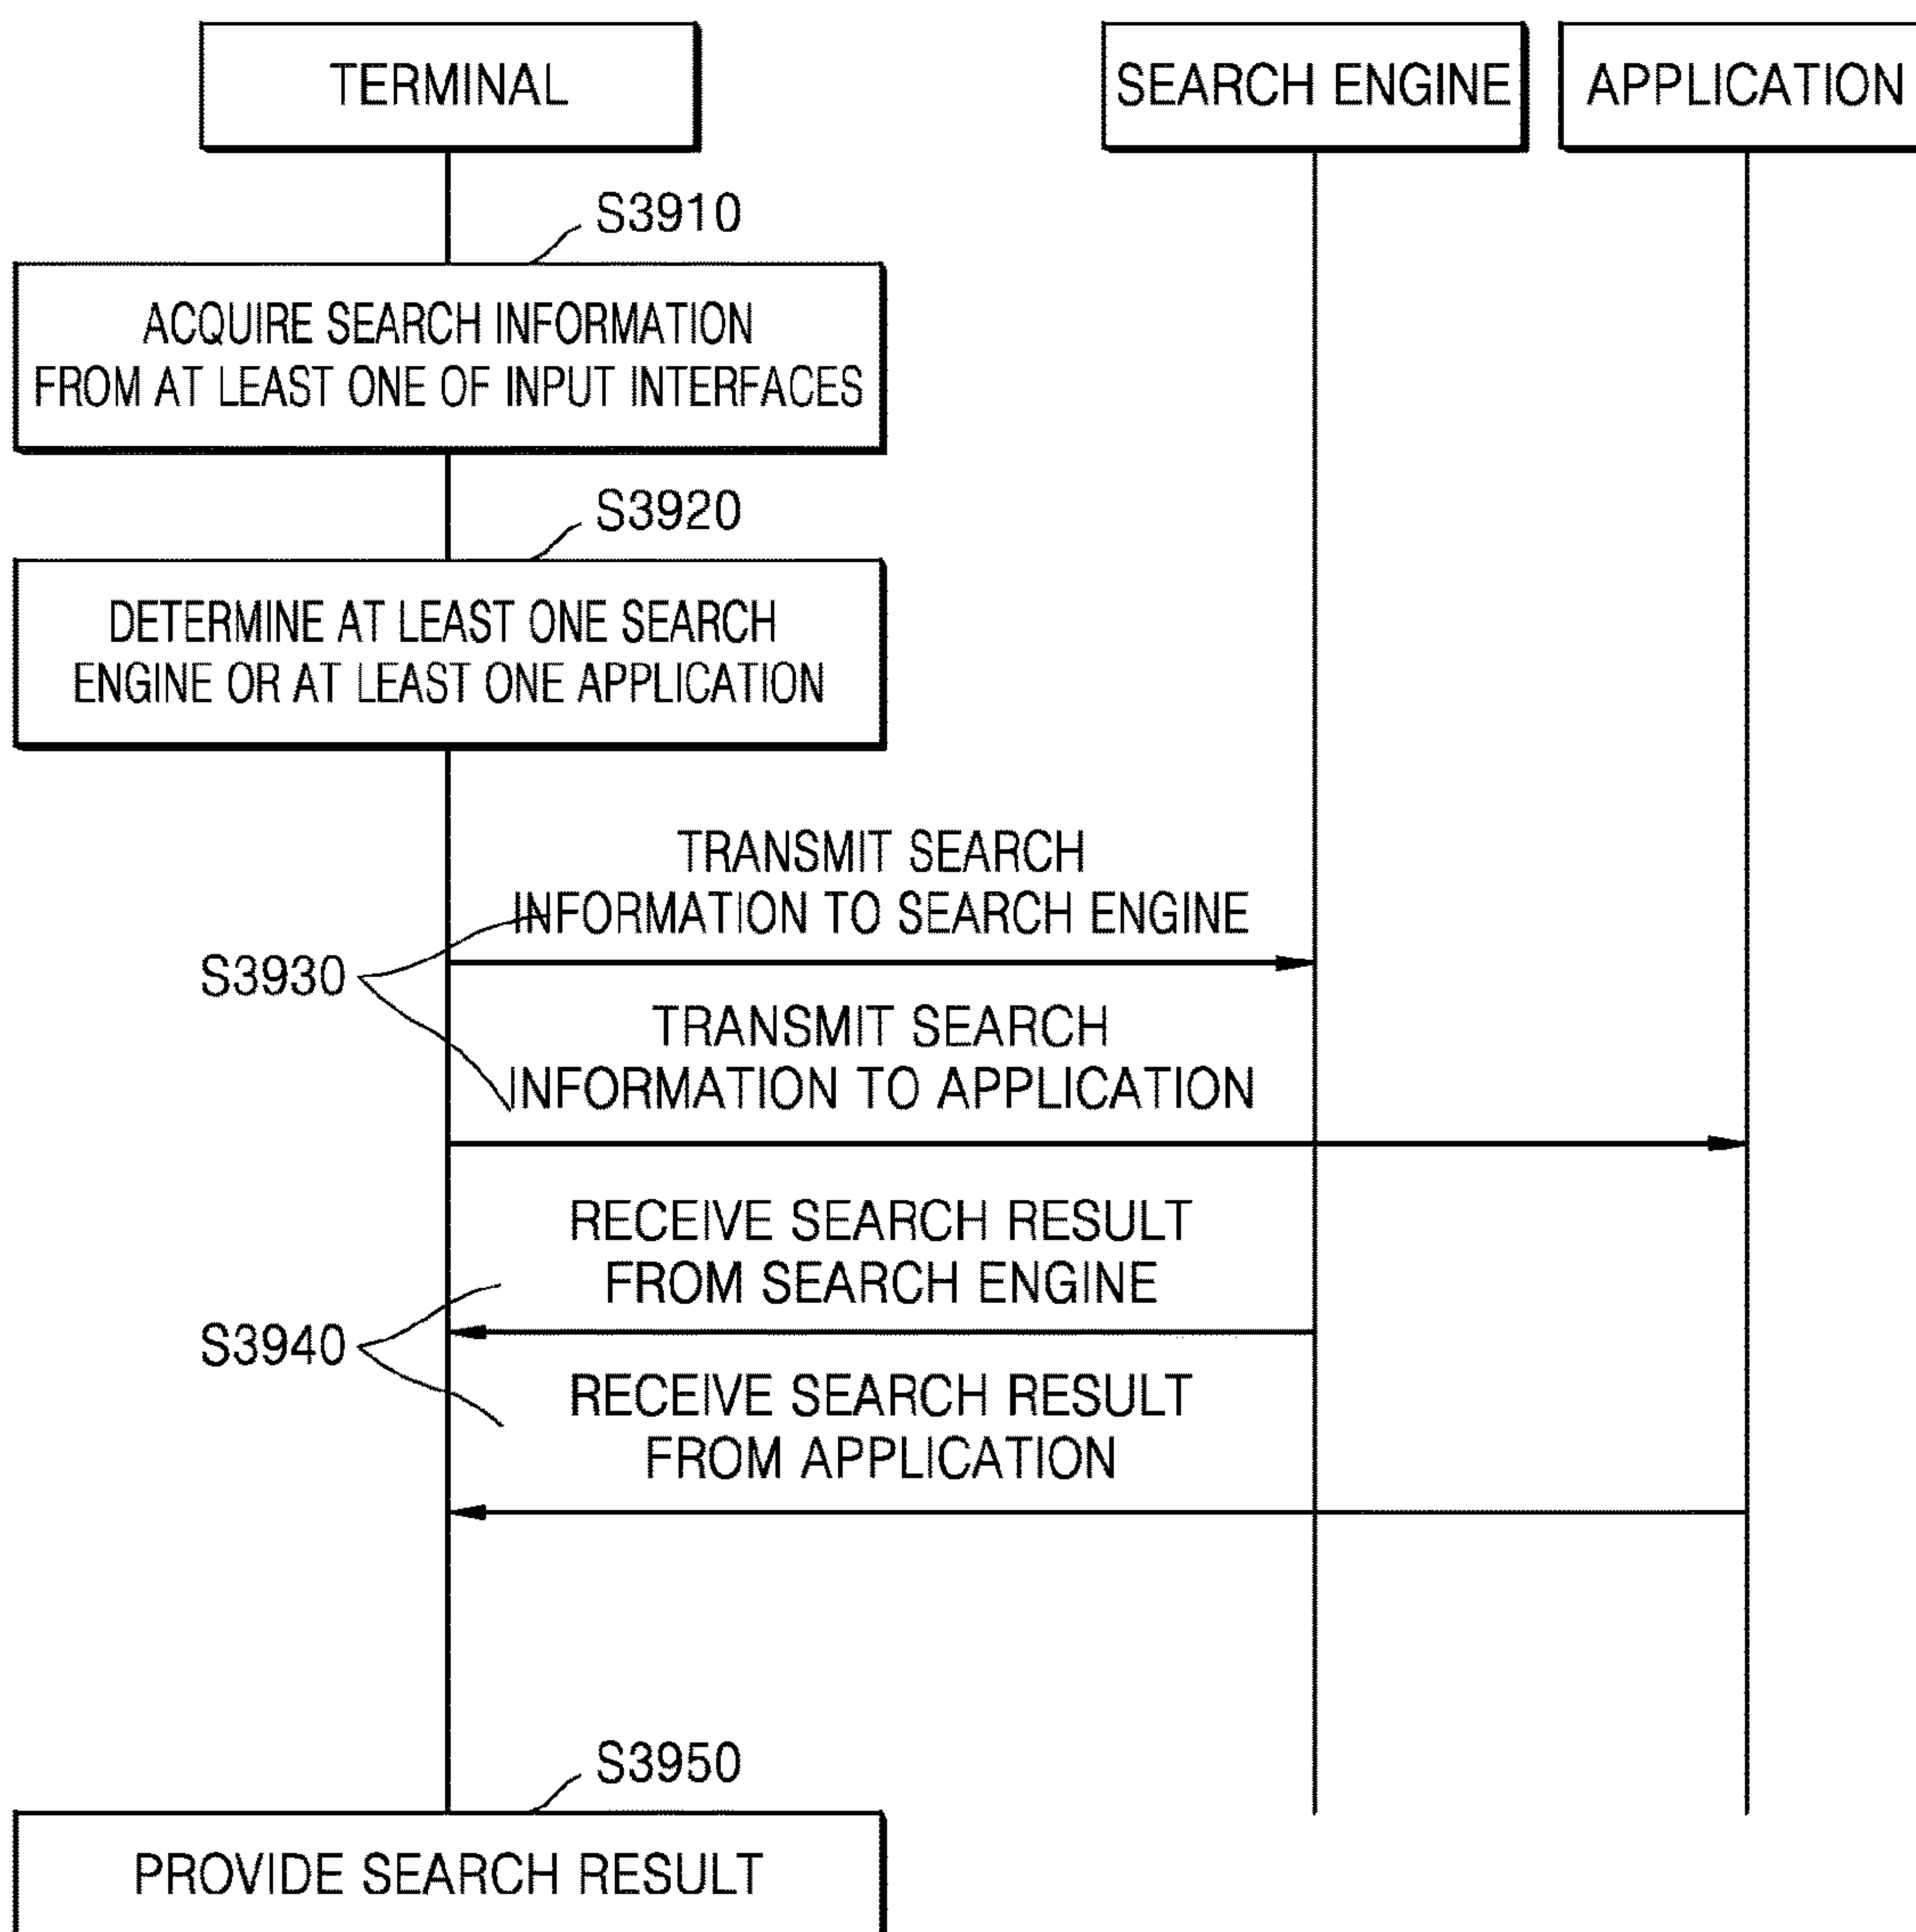 TERMINAL
SEARCH ENGINE
APPLICATION
S3910
ACQUIRE SEARCH INFORMATION
FROM AT LEAST ONE OF INPUT INTERFACES
S3920
DETERMINE AT LEAST ONE SEARCH
ENGINE OR AT LEAST ONE APPLICATION
TRANSMIT SEARCH
INFORMATION TO SEARCH ENGINE
S3930
TRANSMIT SEARCH
INFORMATION TO APPLICATION
RECEIVE SEARCH RESULT
FROM SEARCH ENGINE
S3940
RECEIVE SEARCH RESULT
FROM APPLICATION
S3950
PROVIDE SEARCH RESULT